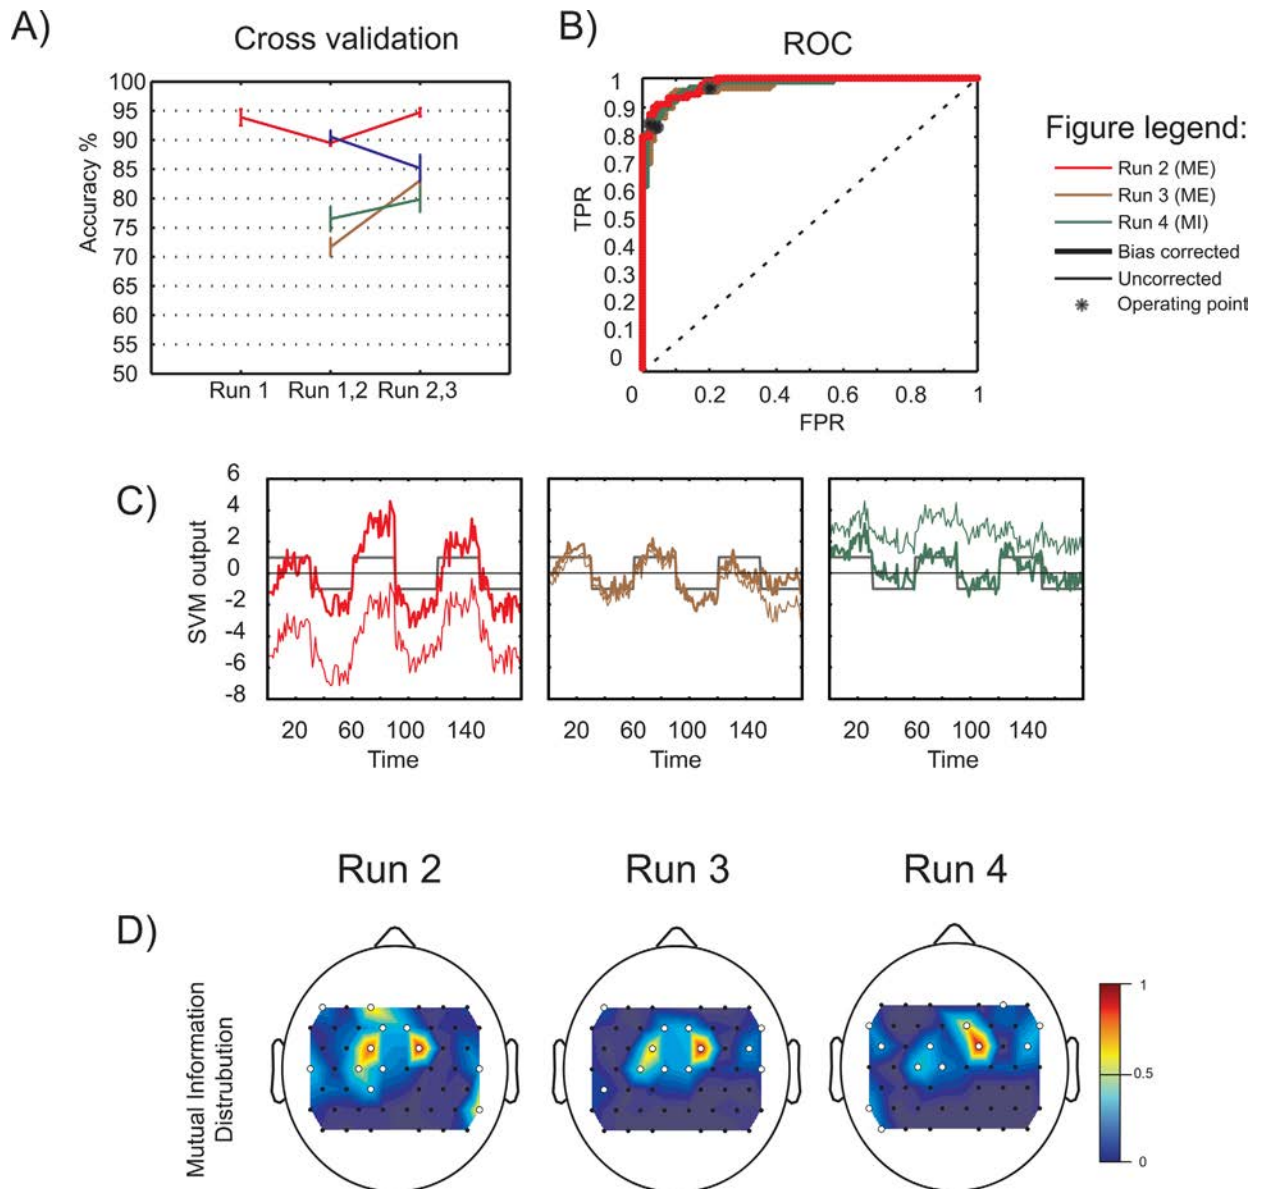 A)
Cross validation
100
95
90
85
80
75
70
65
60
55
50
Accuracy %
Run 1
Run 1,2
Run 2,3
B)
ROC
1
0.9
0.8
0.7
0.6
0.5
0.4
0.3
0.2
0.1
0
TPR
0
0.2
0.4
0.6
0.8
1
FPR
Figure legend:
Run 2 (ME)
Run 3 (ME)
Run 4 (MI)
Bias corrected
Uncorrected
Operating point
C)
SVM output
6
4
2
0
-2
-4
-6
-8
20 60 100 140
Time
20 60 100 140
Time
20 60 100 140
Time
Run 2
Run 3
Run 4
D)
Mutual Information
Distrubution
1
0.5
0